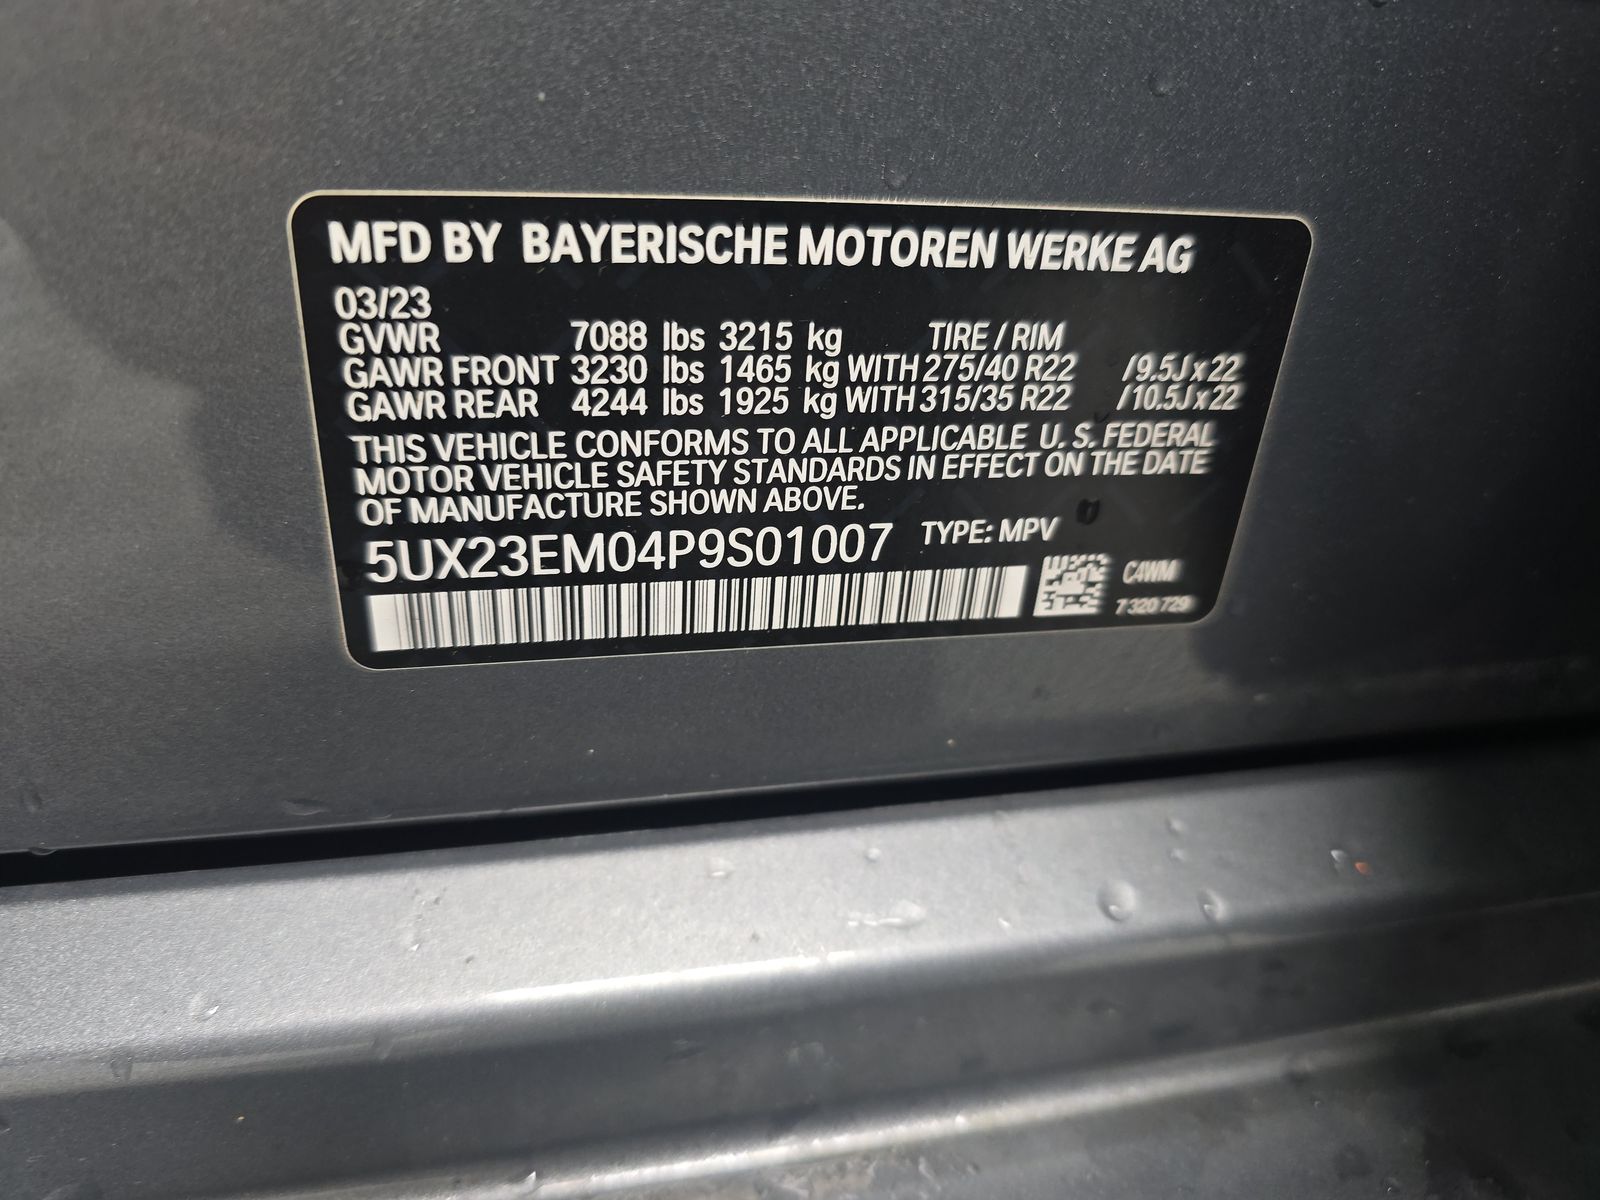 MFD BY BAYERISCHE MOTOREN WERKE AG
03/23
GVWR 7088 lbs 3215 kg TIRE / RIM
GAWR FRONT 3230 lbs 1465 kg WITH 275/40 R22 /9.5J x 22
GAWR REAR 4244 lbs 1925 kg WITH 315/35 R22 /10.5J x 22
THIS VEHICLE CONFORMS TO ALL APPLICABLE U. S. FEDERAL
MOTOR VEHICLE SAFETY STANDARDS IN EFFECT ON THE DATE
OF MANUFACTURE SHOWN ABOVE.
5UX23EM04P9S01007 TYPE: MPV
C4WM
7 320 729